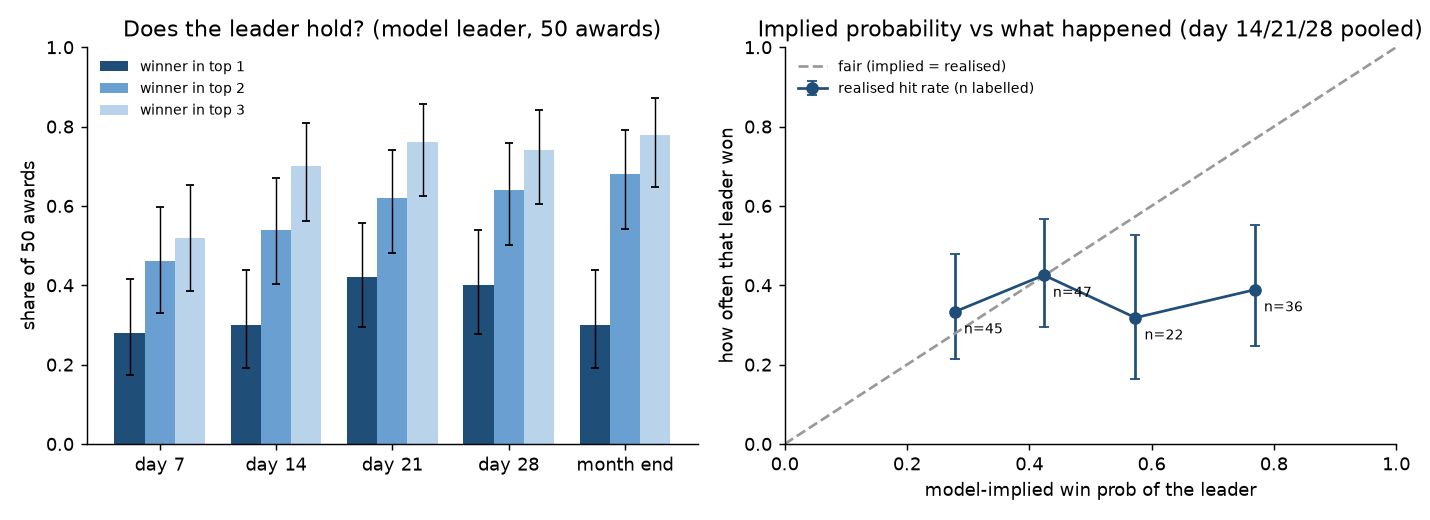 Does the leader hold? (model leader, 50 awards)
1.0
0.8
0.6
0.4
0.2
0.0
share of 50 awards
winner in top 1
winner in top 2
winner in top 3
day 7
day 14
day 21
day 28
month end
Implied probability vs what happened (day 14/21/28 pooled)
1.0
0.8
0.6
0.4
0.2
0.0
how often that leader won
fair (implied = realised)
realised hit rate (n labelled)
n=45
n=47
n=22
n=36
0.0
0.2
0.4
0.6
0.8
1.0
model-implied win prob of the leader